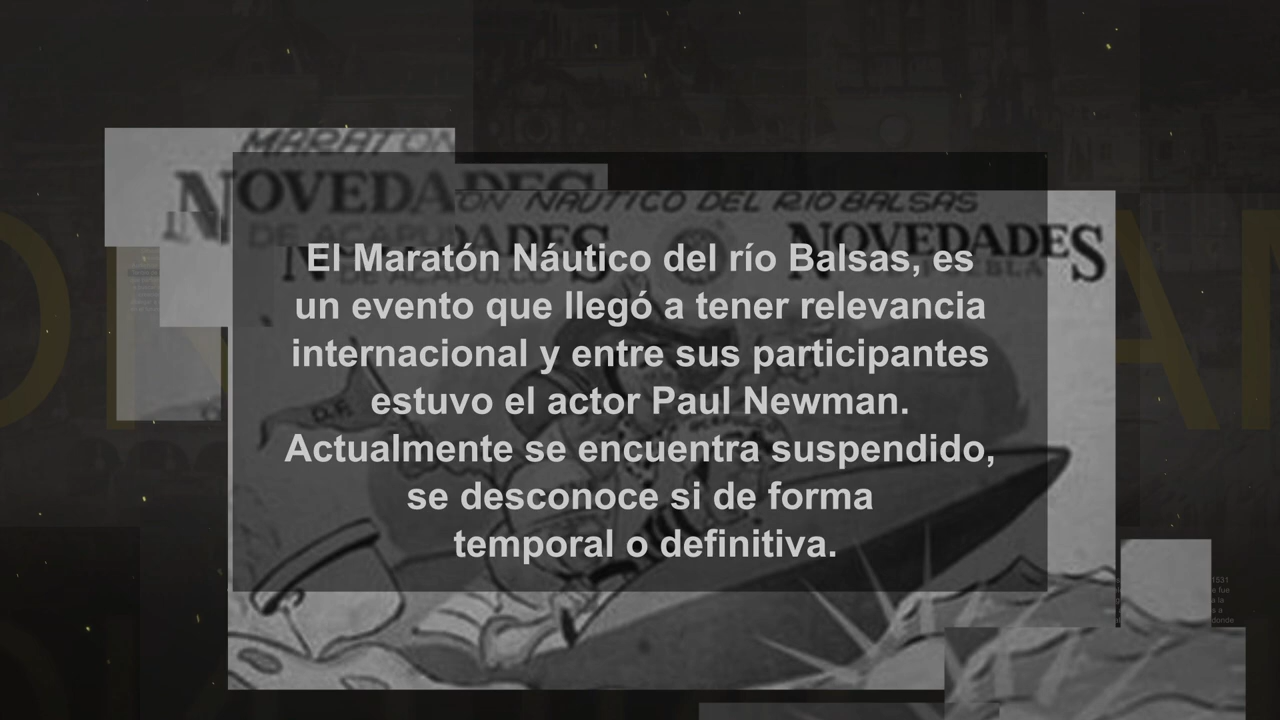 MARATON
NOVEDADES
DE ACAPULCO
NAUTICO DEL RIO BALSAS
NOVEDADES
El Maratón Náutico del río Balsas, es
un evento que llegó a tener relevancia
internacional y entre sus participantes
estuvo el actor Paul Newman.
Actualmente se encuentra suspendido,
se desconoce si de forma
temporal o definitiva.